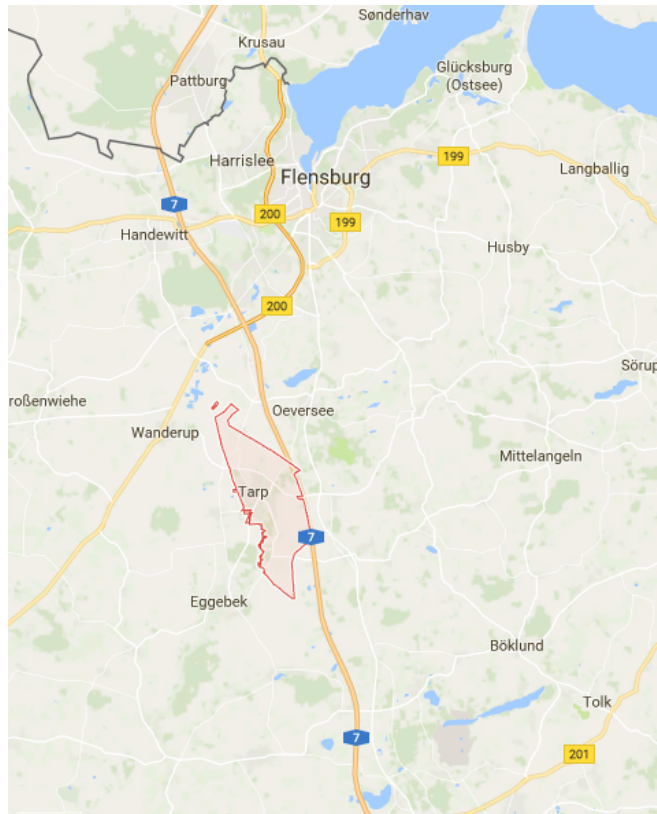 Sønderhav
Krusau
Glücksburg
(Ostsee)
Pattburg
199
Harrislee
Langballig
Flensburg
7
200
199
Handewitt
Husby
200
Sörup
roßenwiehe
Oeversee
Wanderup
Mittelangeln
Tarp
7
Eggebek
Böklund
Tolk
7
201